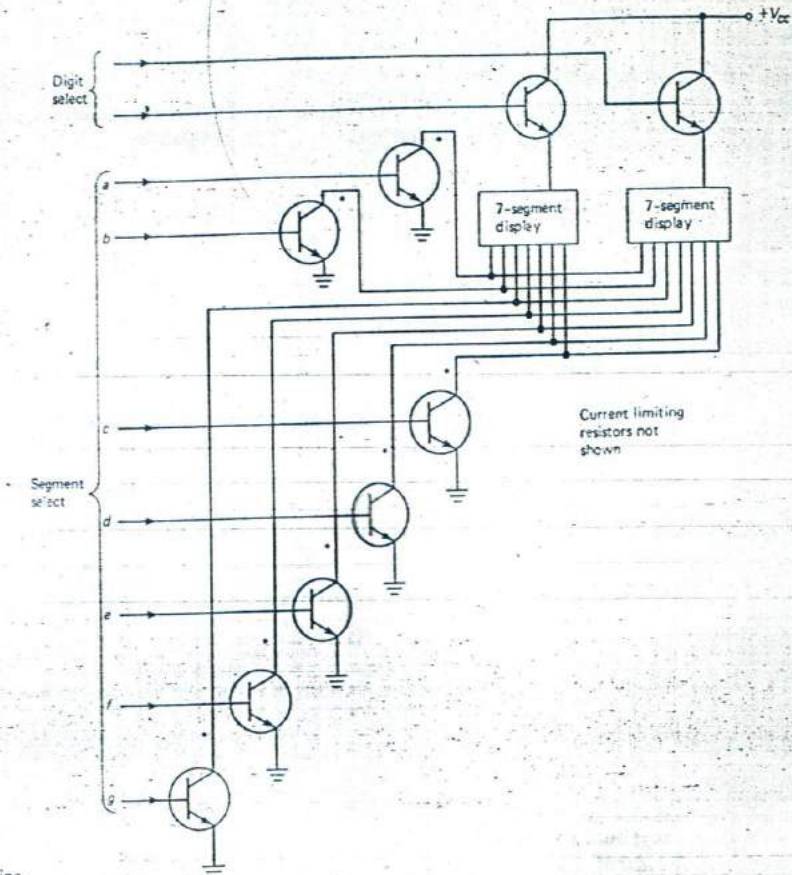 +Vcc
Digit
select
a
b
7-segment
display
7-segment
display
c
Current limiting
resistors not
shown
Segment
select
d
e
f
g